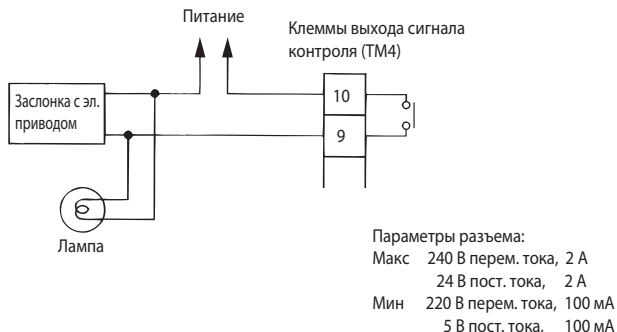 Питание
Клеммы выхода сигнала
контроля (TM4)
Заслонка с эл.
приводом
10
9
Лампа
Параметры разъема:
Макс 240 В перем. тока, 2 А
24 В пост. тока, 2 А
Мин 220 В перем. тока, 100 мА
5 В пост. тока, 100 мА